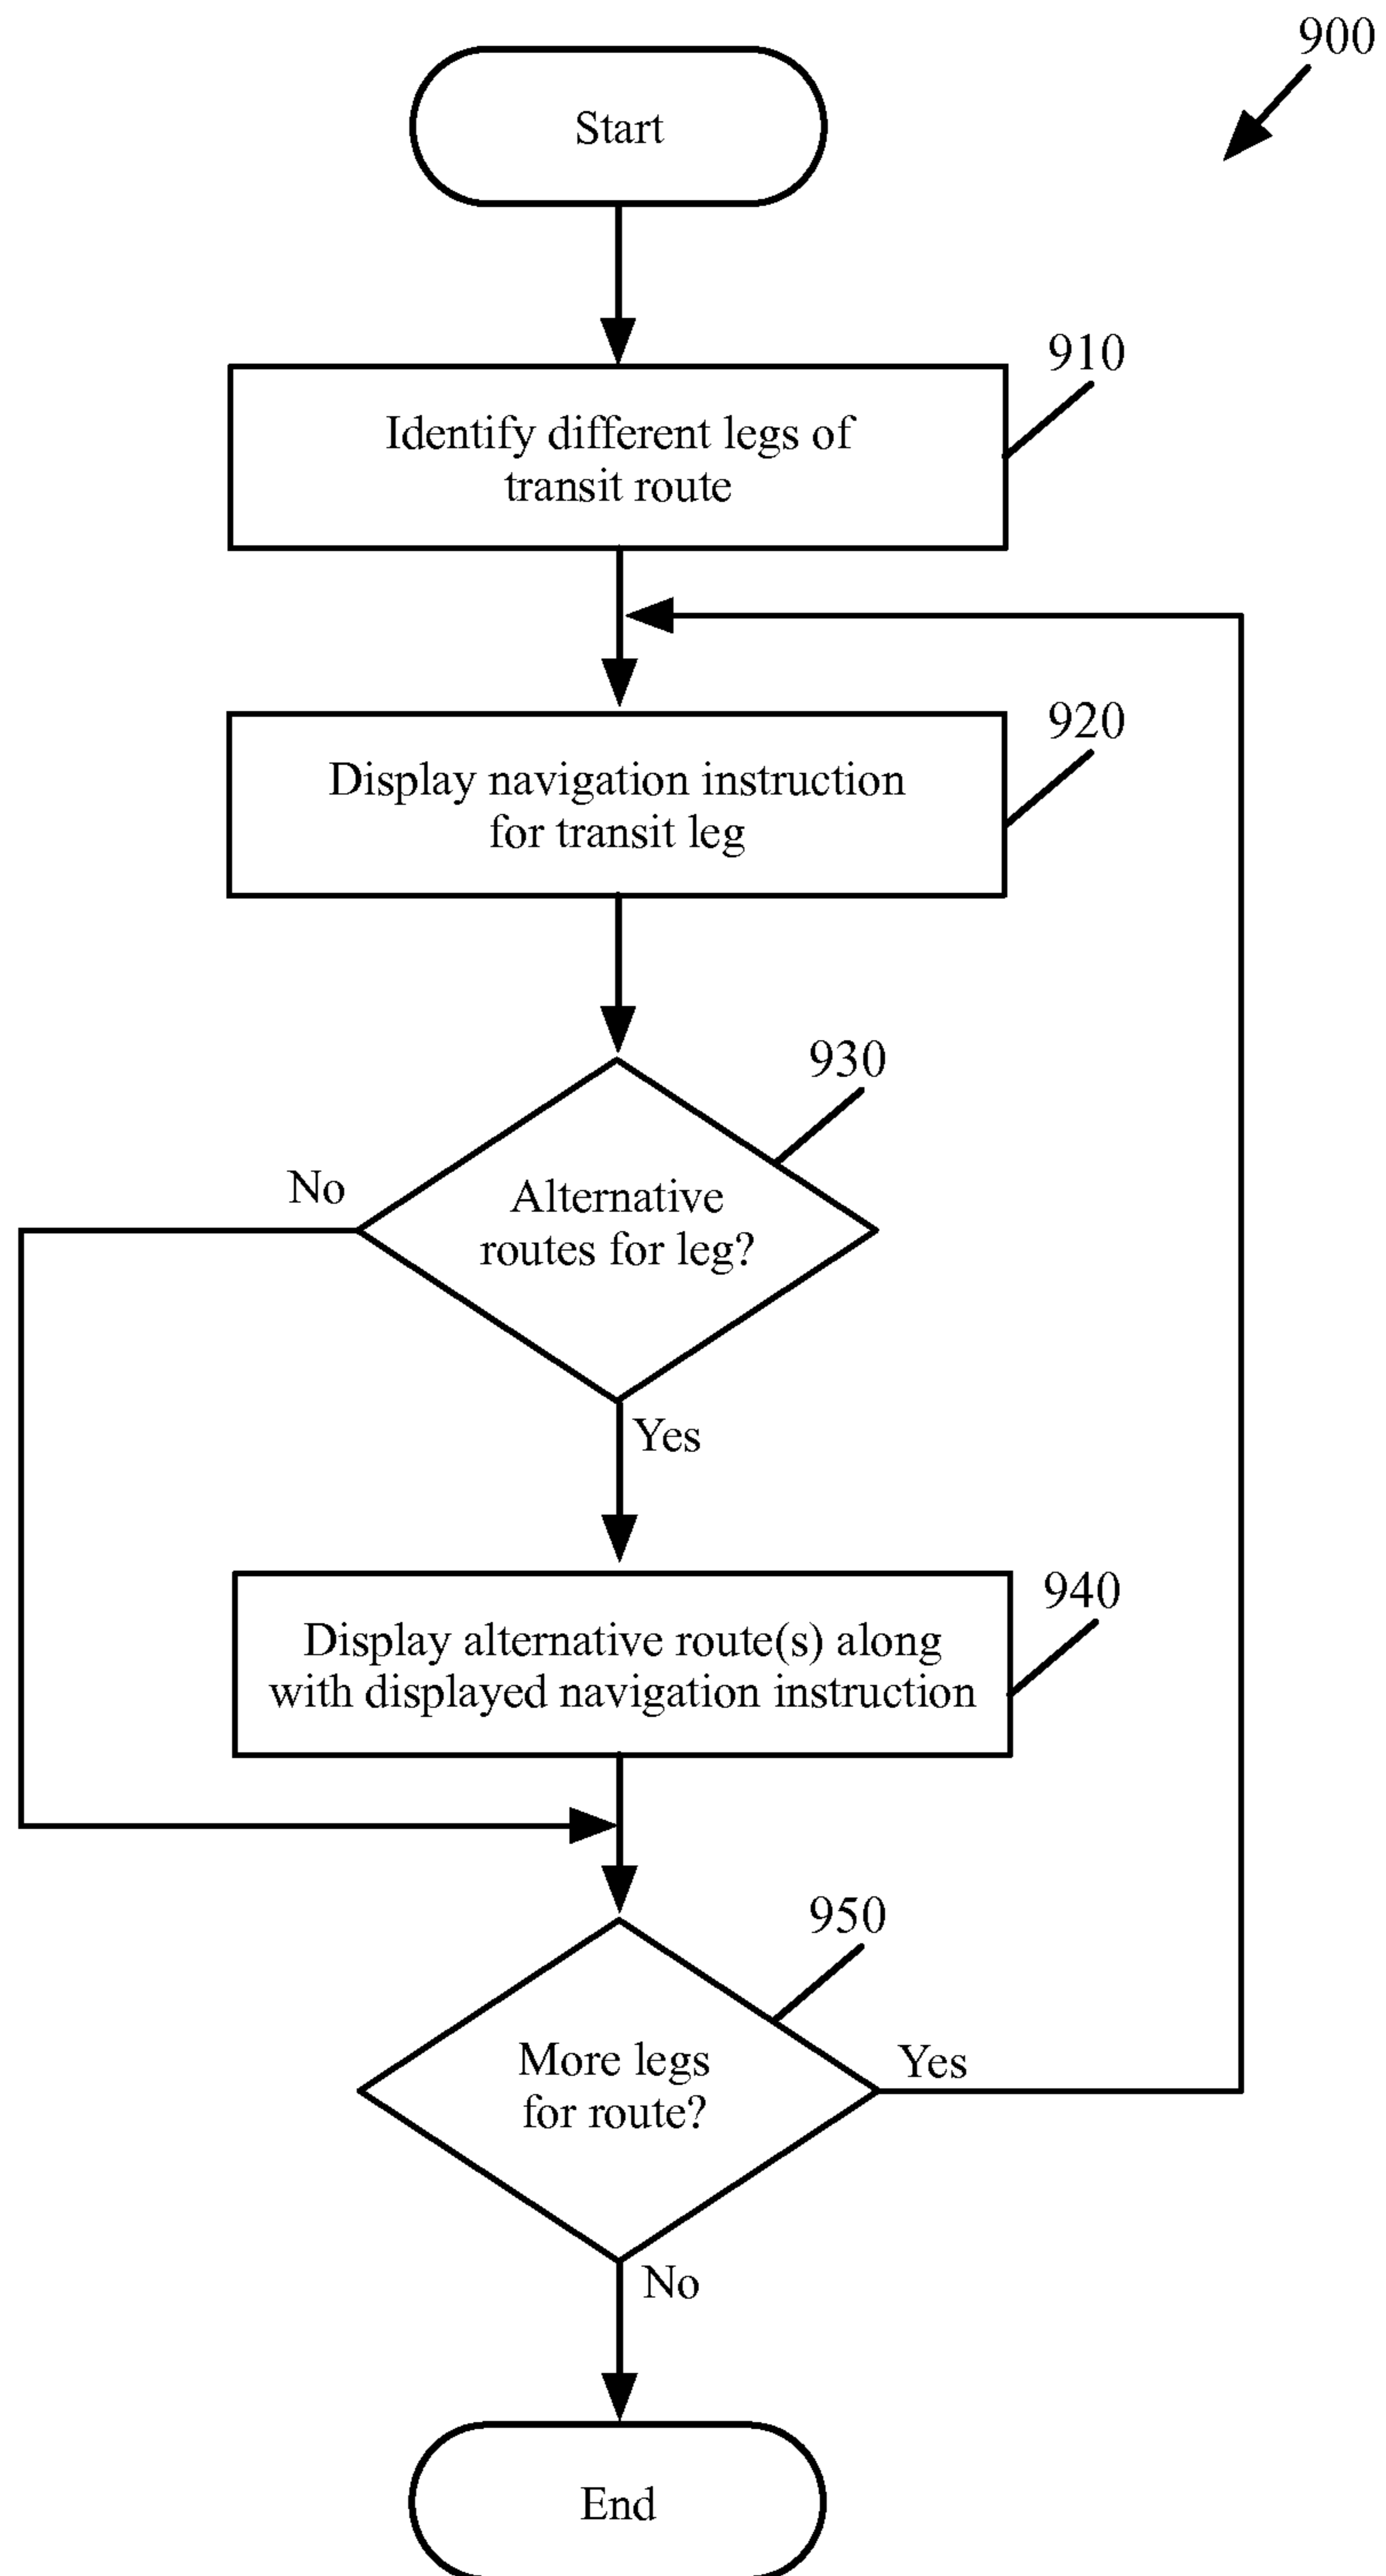 900
Start
910
Identify different legs of
transit route
920
Display navigation instruction
for transit leg
930
No
Alternative
routes for leg?
Yes
940
Display alternative route(s) along
with displayed navigation instruction
950
More legs
for route?
Yes
No
End